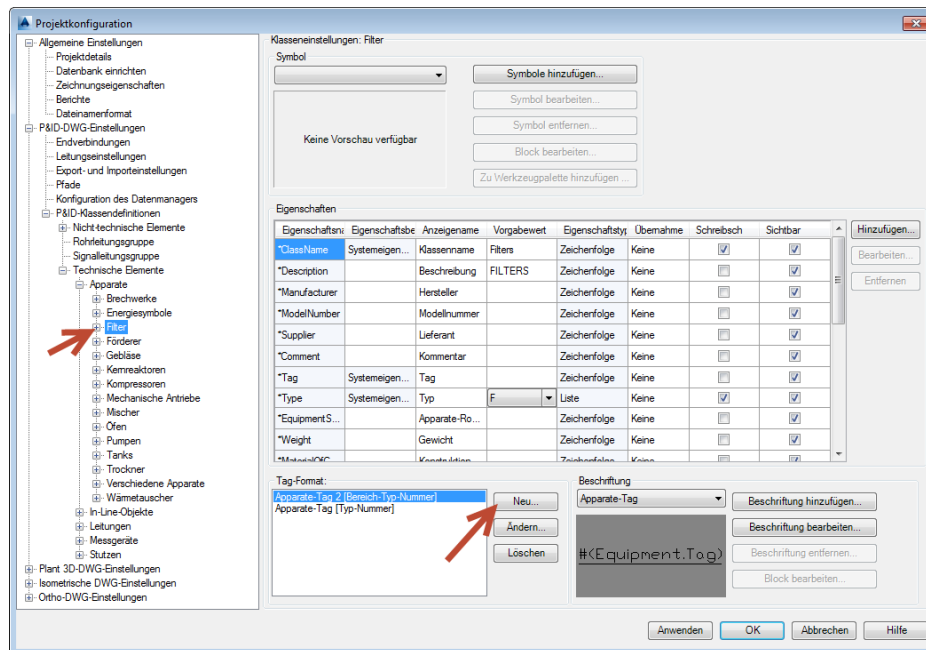 Projektkonfiguration
Allgemeine Einstellungen
Projektdetails
Datenbank einrichten
Zeichnungseigenschaften
Berichte
Dateinamenformat
P&ID-DWG-Einstellungen
Endverbindungen
Leitungseinstellungen
Export- und Importeinstellungen
Pfade
Konfiguration des Datenmanagers
P&ID-Klassendefinitionen
Nicht-technische Elemente
Rohrleitungsgruppe
Signalleitungsgruppe
Technische Elemente
Apparate
Brechwerke
Energiesymbole
Filter
Förderer
Gebläse
Kernreaktoren
Kompressoren
Mechanische Antriebe
Mischer
Öfen
Pumpen
Tanks
Trockner
Verschiedene Apparate
Wärmetauscher
In-Line-Objekte
Leitungen
Messgeräte
Stutzen
Plant 3D-DWG-Einstellungen
Isometrische DWG-Einstellungen
Ortho-DWG-Einstellungen
Klasseneinstellungen: Filter
Symbol
Keine Vorschau verfügbar
Symbole hinzufügen...
Symbol bearbeiten...
Symbol entfernen...
Block bearbeiten...
Zu Werkzeugpalette hinzufügen ...
Eigenschaften
Eigenschaftsna Eigenschaftsbe Anzeigename Vorgabewert Eigenschaftstyp Übernahme Schreibsch Sichtbar
*ClassName Systemeigen... Klassenname Filters Zeichenfolge Keine
*Description Beschreibung FILTERS Zeichenfolge Keine
*Manufacturer Hersteller Zeichenfolge Keine
*ModelNumber Modellnummer Zeichenfolge Keine
*Supplier Lieferant Zeichenfolge Keine
*Comment Kommentar Zeichenfolge Keine
*Tag Systemeigen... Tag Zeichenfolge Keine
*Type Systemeigen... Typ F Liste Keine
*EquipmentS... Apparate-Ro... Zeichenfolge Keine
*Weight Gewicht Zeichenfolge Keine
*MaterialOfC Konstruktion Zeichenfolge Keine
Hinzufügen...
Bearbeiten...
Entfernen
Tag-Format:
Apparate-Tag 2 [Bereich-Typ-Nummer]
Apparate-Tag [Typ-Nummer]
Neu...
Ändern...
Löschen
Beschriftung
Apparate-Tag
#(Equipment.Tag)
Beschriftung hinzufügen...
Beschriftung bearbeiten...
Beschriftung entfernen...
Block bearbeiten...
Anwenden
OK
Abbrechen
Hilfe